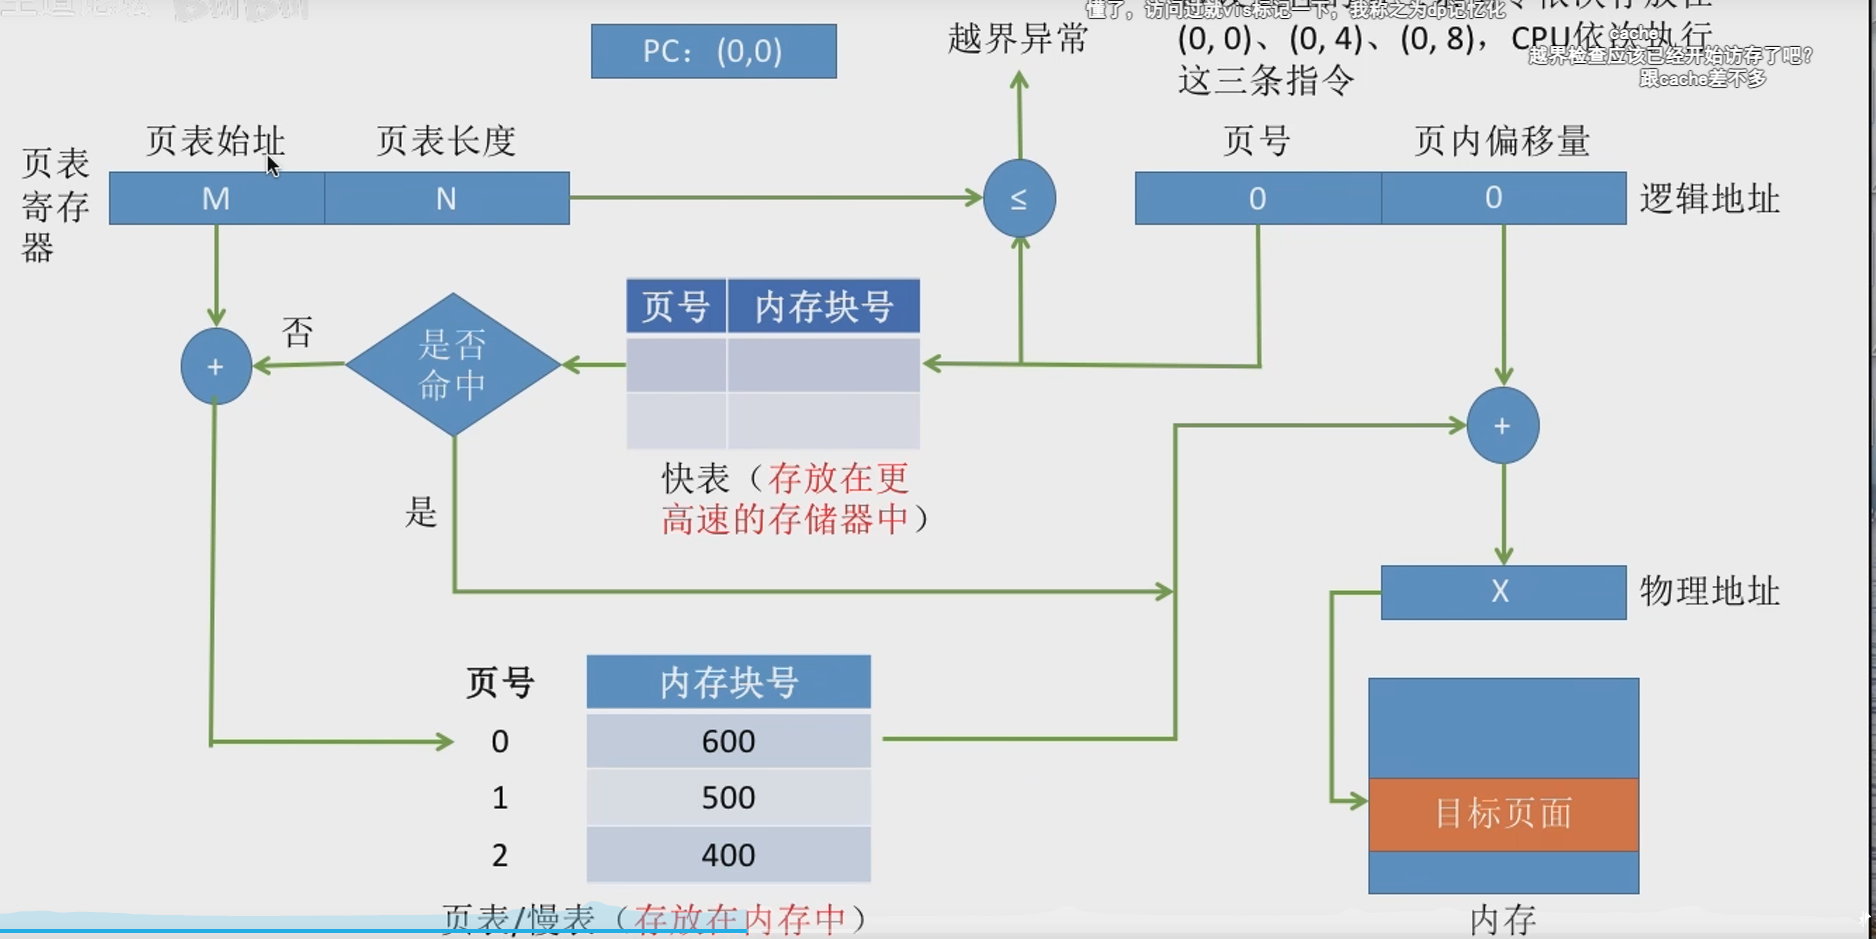 懂了，访问过就vis标记一下，我称之为dp记忆化
PC： (0,0)
越界异常
(0, 0)、(0, 4)、(0, 8)，CPU依次执行
cache
越界检查应该已经开始访存了吧？
这三条指令
跟cache差不多
页表始址
页表长度
页号
页内偏移量
页表
寄存
器
M
N
≤
0
0
逻辑地址
页号
内存块号
否
是否
命中
+
+
快表（存放在更
高速的存储器中）
是
X
物理地址
页号
内存块号
0
600
1
500
目标页面
2
400
页表/慢表（存放在内存中）
内存